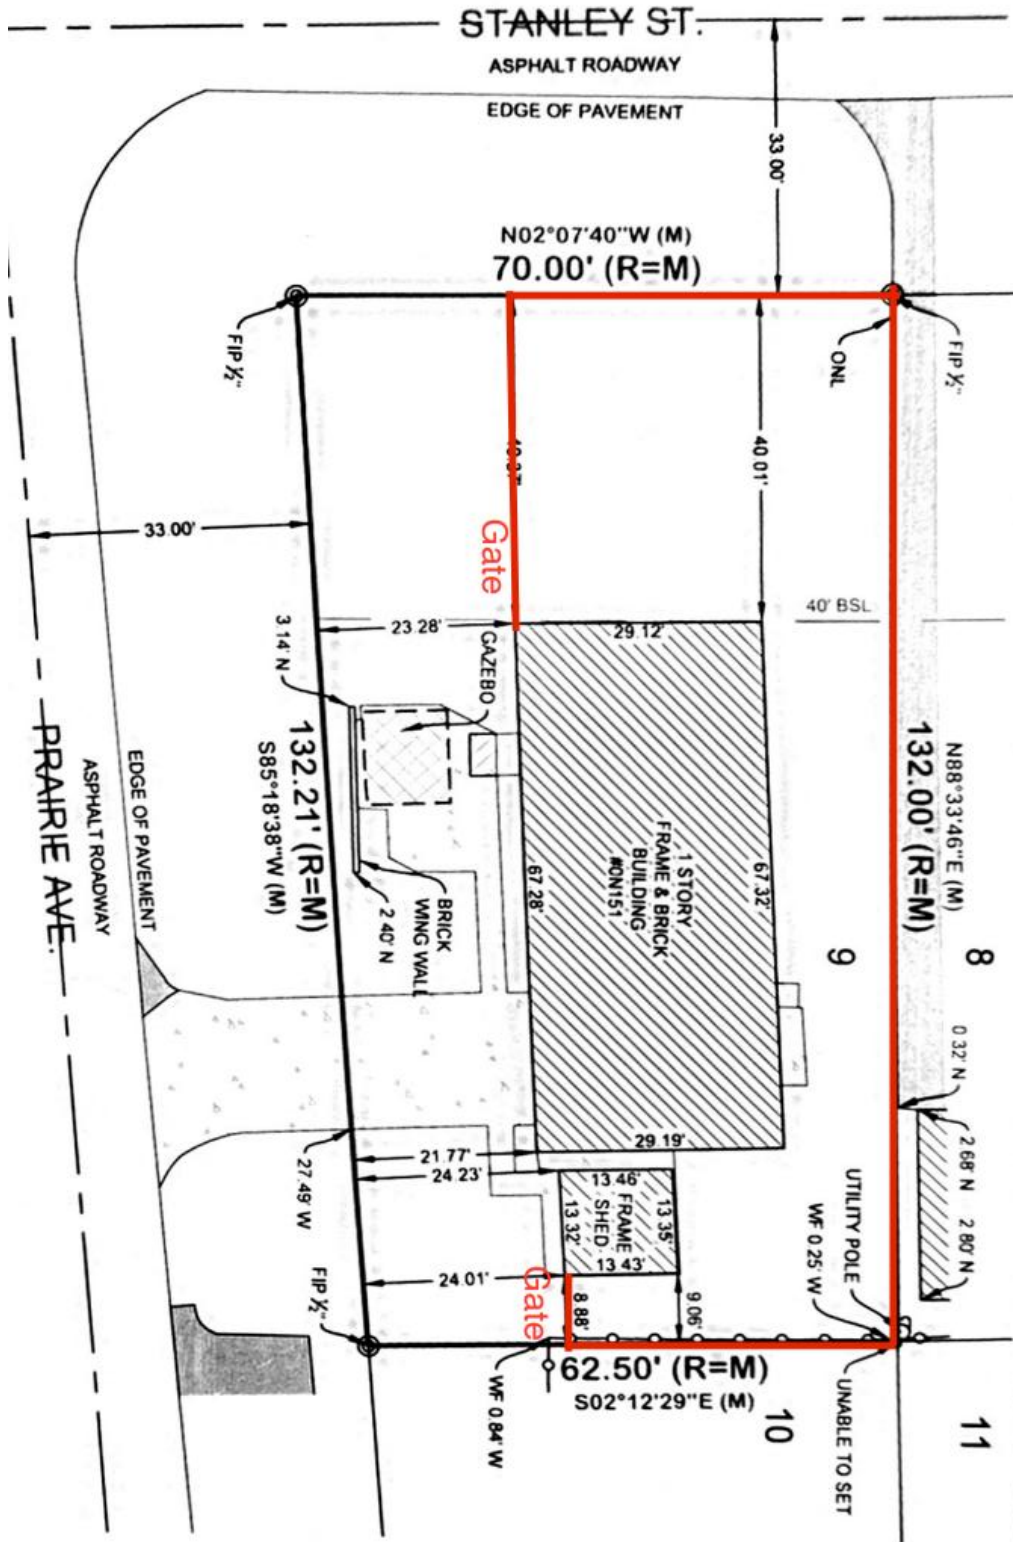 STANLEY ST.
ASPHALT ROADWAY
EDGE OF PAVEMENT
33.00'
N02°07'40"W (M)
70.00' (R=M)
FIP ½"
ONL
FIP ½"
40.01'
33.00'
Gate
40' BSL
23.28'
29.12'
3.14' N
GAZEBO
132.21' (R=M)
S85°18'38"W (M)
PRAIRIE AVE.
ASPHALT ROADWAY
EDGE OF PAVEMENT
67.28'
1 STORY
FRAME & BRICK
BUILDING
#ON151
67.32'
132.00' (R=M)
N88°33'46"E (M)
BRICK
WING WALL
2.40' N
9
8
0.32' N
2.68' N
2.80' N
21.77'
29.19'
24.23'
27.49' W
13.46'
13.32'
FRAME
SHED
13.35'
13.43'
UTILITY POLE
WF 0.25' W
24.01'
FIP ½"
Gate
8.88'
9.06'
62.50' (R=M)
S02°12'29"E (M)
WF 0.84' W
10
UNABLE TO SET
11